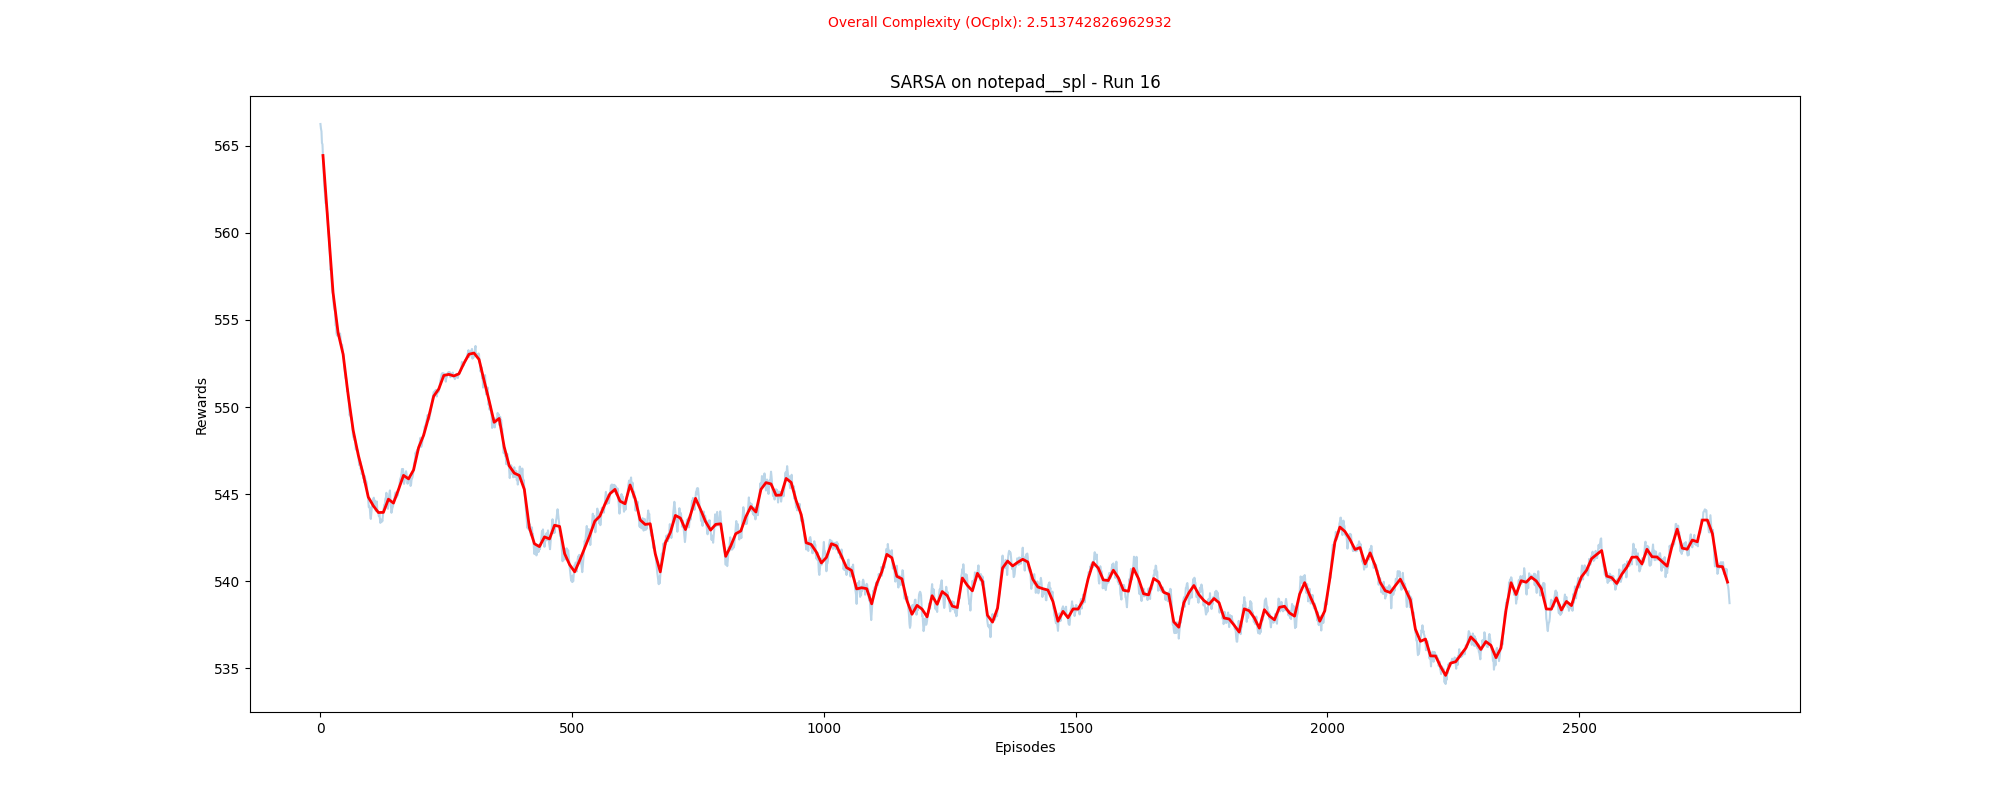 Overall Complexity (OCplx): 2.513742826962932
SARSA on notepad__spl - Run 16
565
560
555
550
545
540
535
Rewards
0 500 1000 1500 2000 2500
Episodes